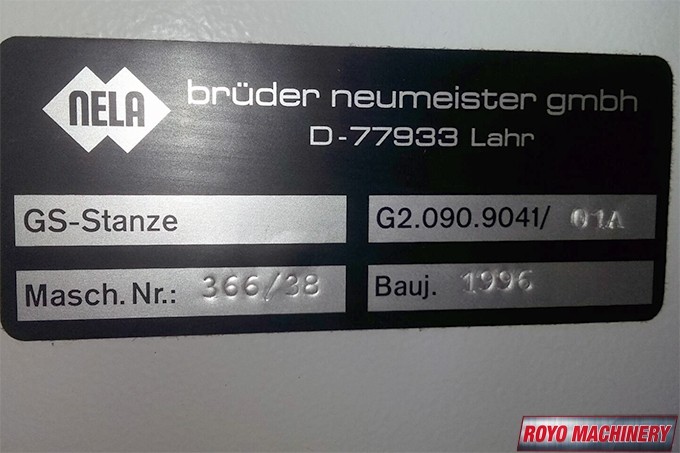 NELA
brüder neumeister gmbh
D-77933 Lahr
GS-Stanze
G2.090.9041/ 01A
Masch. Nr.: 366/38
Bauj. 1996
ROYO MACHINERY